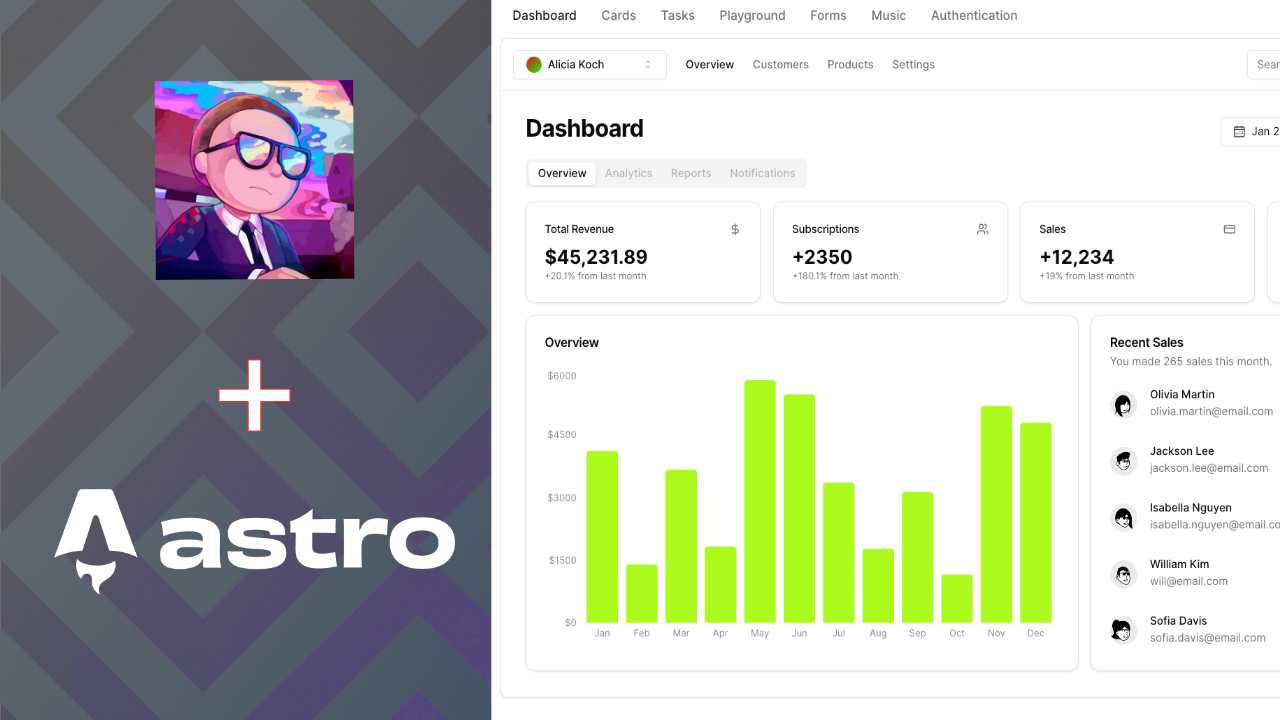 astro
Dashboard Cards Tasks Playground Forms Music Authentication
Alicia Koch Overview Customers Products Settings
Dashboard
Overview Analytics Reports Notifications
Total Revenue
$
$45,231.89
+20.1% from last month
Subscriptions
+2350
+180.1% from last month
Sales
+12,234
+19% from last month
Overview
$6000
$4500
$3000
$1500
$0
Jan Feb Mar Apr May Jun Jul Aug Sep Oct Nov Dec
Recent Sales
You made 265 sales this month.
Olivia Martin
olivia.martin@email.com
Jackson Lee
jackson.lee@email.com
Isabella Nguyen
isabella.nguyen@email.co
William Kim
will@email.com
Sofia Davis
sofia.davis@email.com
Sear
Jan 2